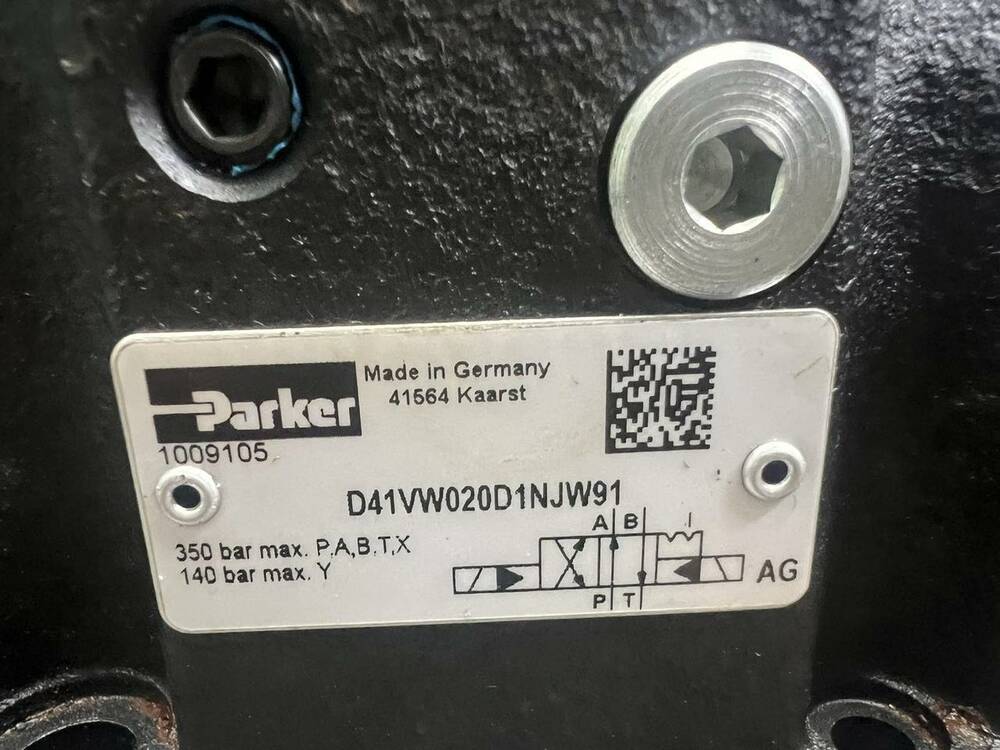 Parker
Made in Germany
41564 Kaarst
1009105
D41VW020D1NJW91
350 bar max. P,A,B,T,X
140 bar max. Y
A B
P T
AG